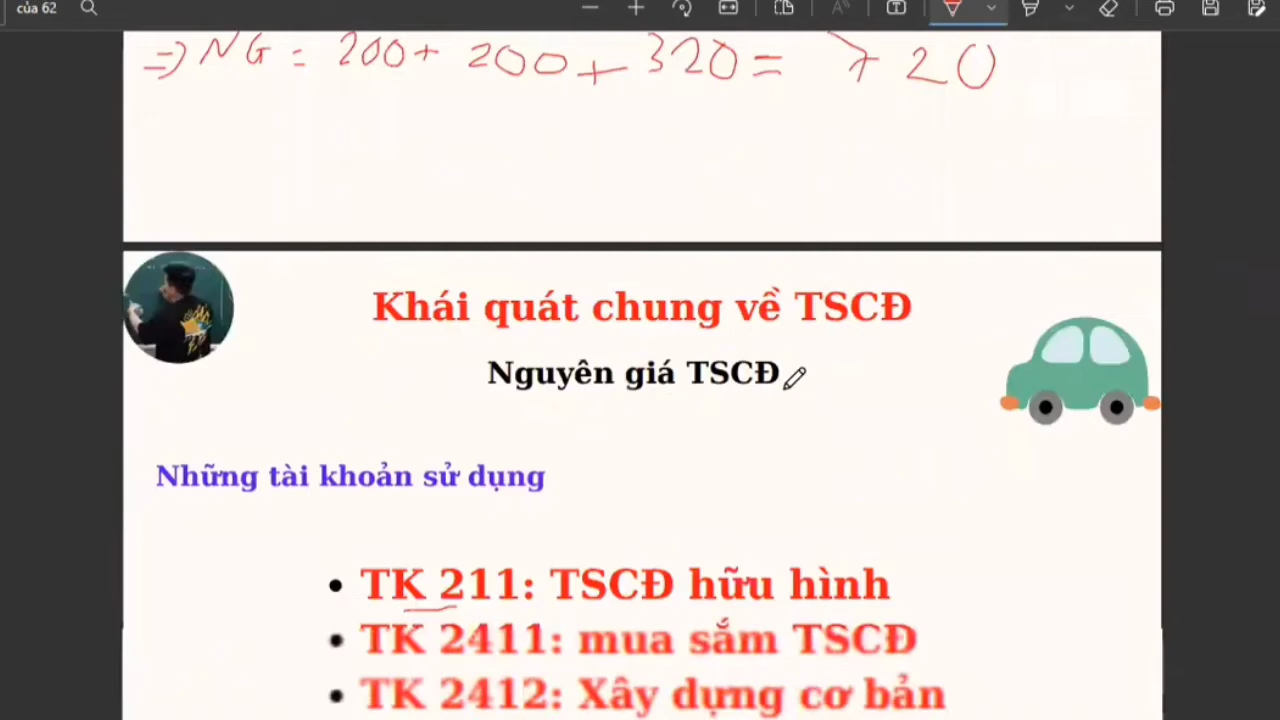 của 62
=> NG = 200 + 200 + 320 = 720
Khái quát chung về TSCĐ
Nguyên giá TSCĐ
Những tài khoản sử dụng
• TK 211: TSCĐ hữu hình
• TK 2411: mua sắm TSCĐ
• TK 2412: Xây dựng cơ bản